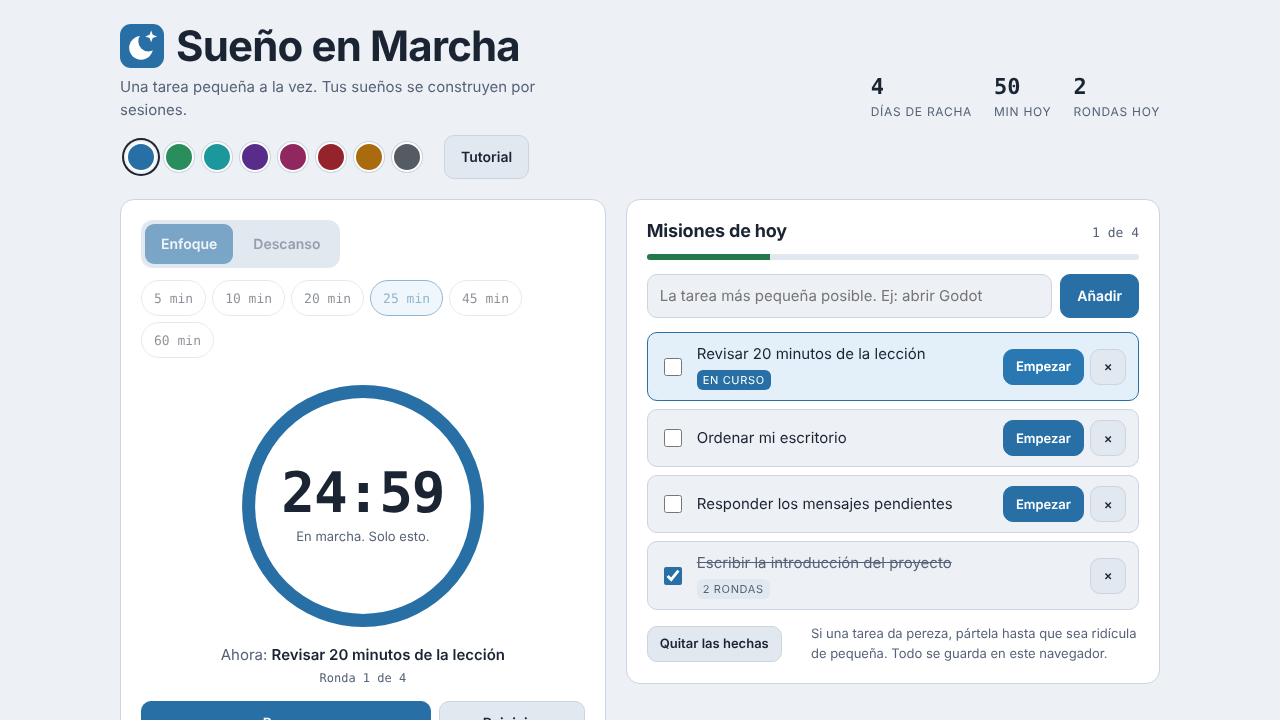 Sueño en Marcha
Una tarea pequeña a la vez. Tus sueños se construyen por
sesiones.
4
DÍAS DE RACHA
50
MIN HOY
2
RONDAS HOY
Tutorial
Enfoque
Descanso
5 min
10 min
20 min
25 min
45 min
60 min
24:59
En marcha. Solo esto.
Ahora: Revisar 20 minutos de la lección
Ronda 1 de 4
Misiones de hoy
1 de 4
La tarea más pequeña posible. Ej: abrir Godot
Añadir
Revisar 20 minutos de la lección
EN CURSO
Empezar
×
Ordenar mi escritorio
Empezar
×
Responder los mensajes pendientes
Empezar
×
Escribir la introducción del proyecto
2 RONDAS
×
Quitar las hechas
Si una tarea da pereza, pártela hasta que sea ridícula
de pequeña. Todo se guarda en este navegador.